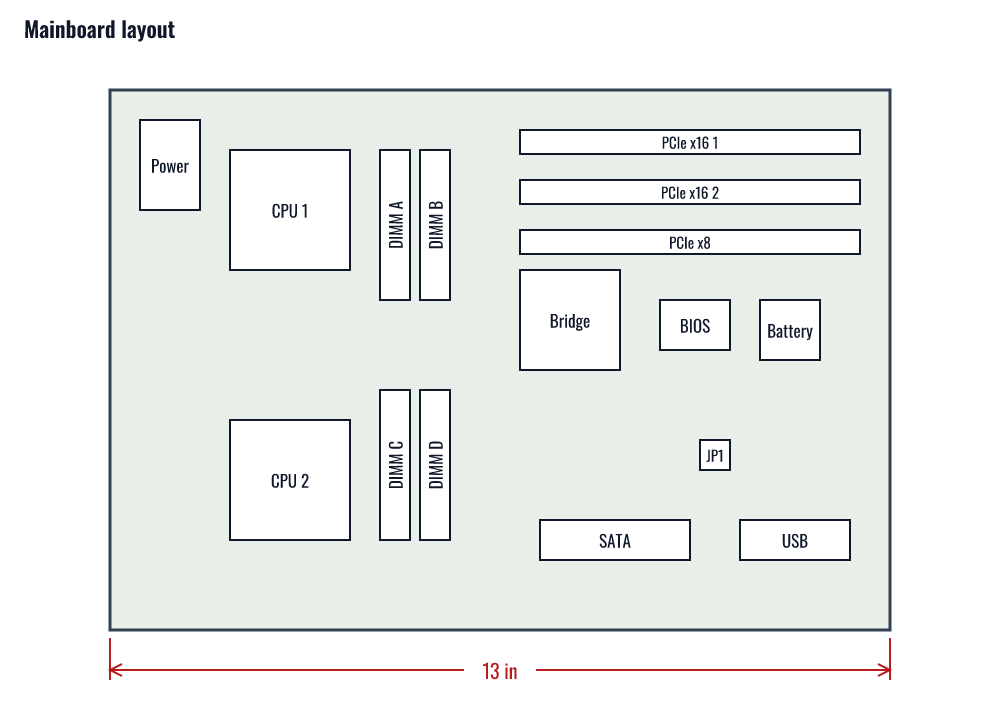 Mainboard layout
Power
CPU 1
DIMM A
DIMM B
PCIe x16 1
PCIe x16 2
PCIe x8
Bridge
BIOS
Battery
CPU 2
DIMM C
DIMM D
JP1
SATA
USB
13 in